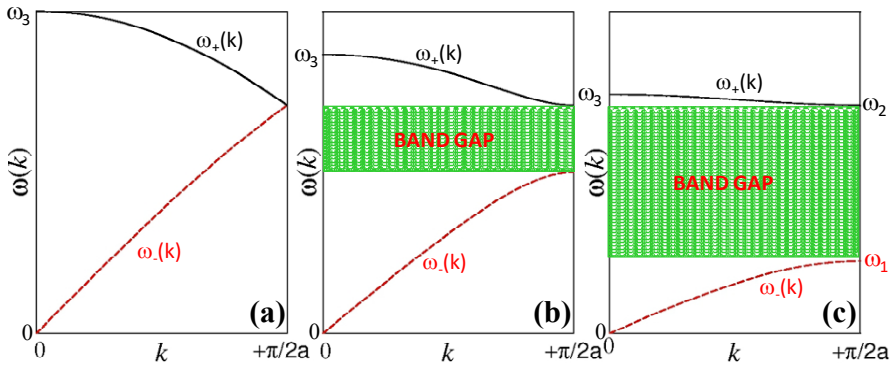 ω₃
ω₊(k)
ω(k)
ω₋(k)
(a)
0
0
k
+π/2a
ω₃
ω₊(k)
BAND GAP
ω(k)
ω₋(k)
(b)
0
0
k
+π/2a
ω₃
ω₊(k)
ω₂
BAND GAP
ω(k)
ω₁
ω₋(k)
(c)
0
0
k
+π/2a